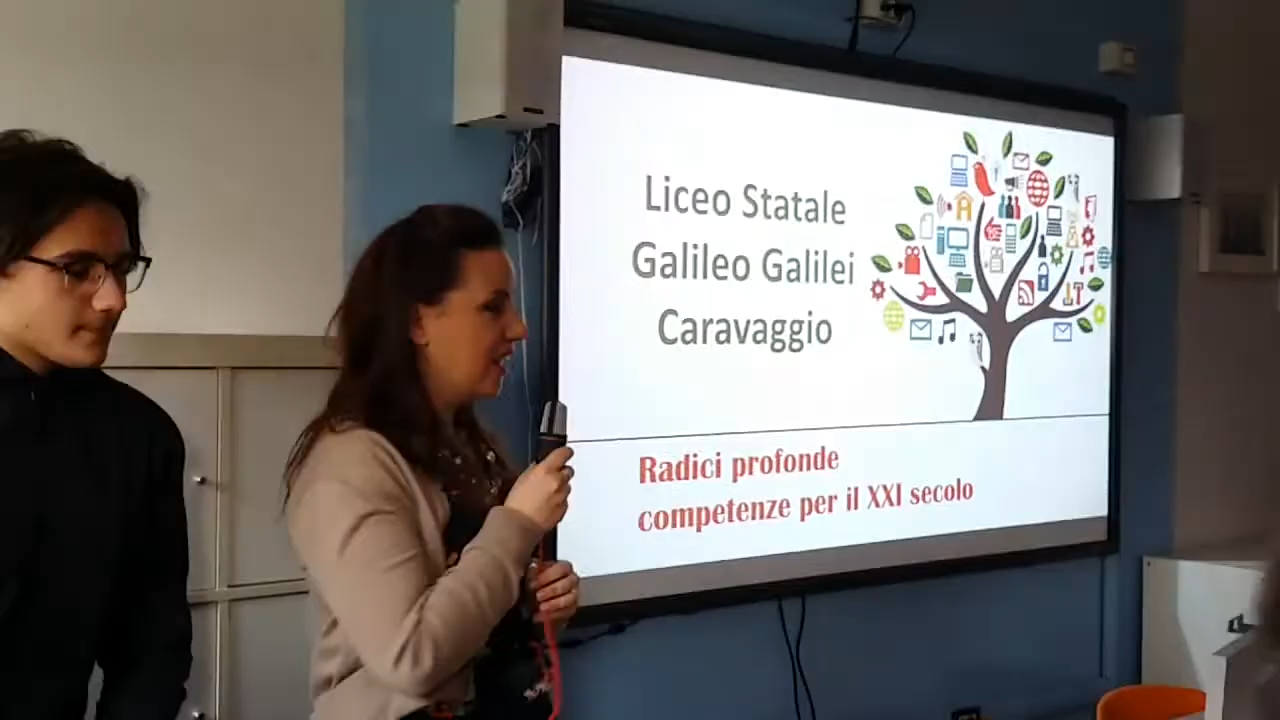 Liceo Statale
Galileo Galilei
Caravaggio
Radici profonde
competenze per il XXI secolo